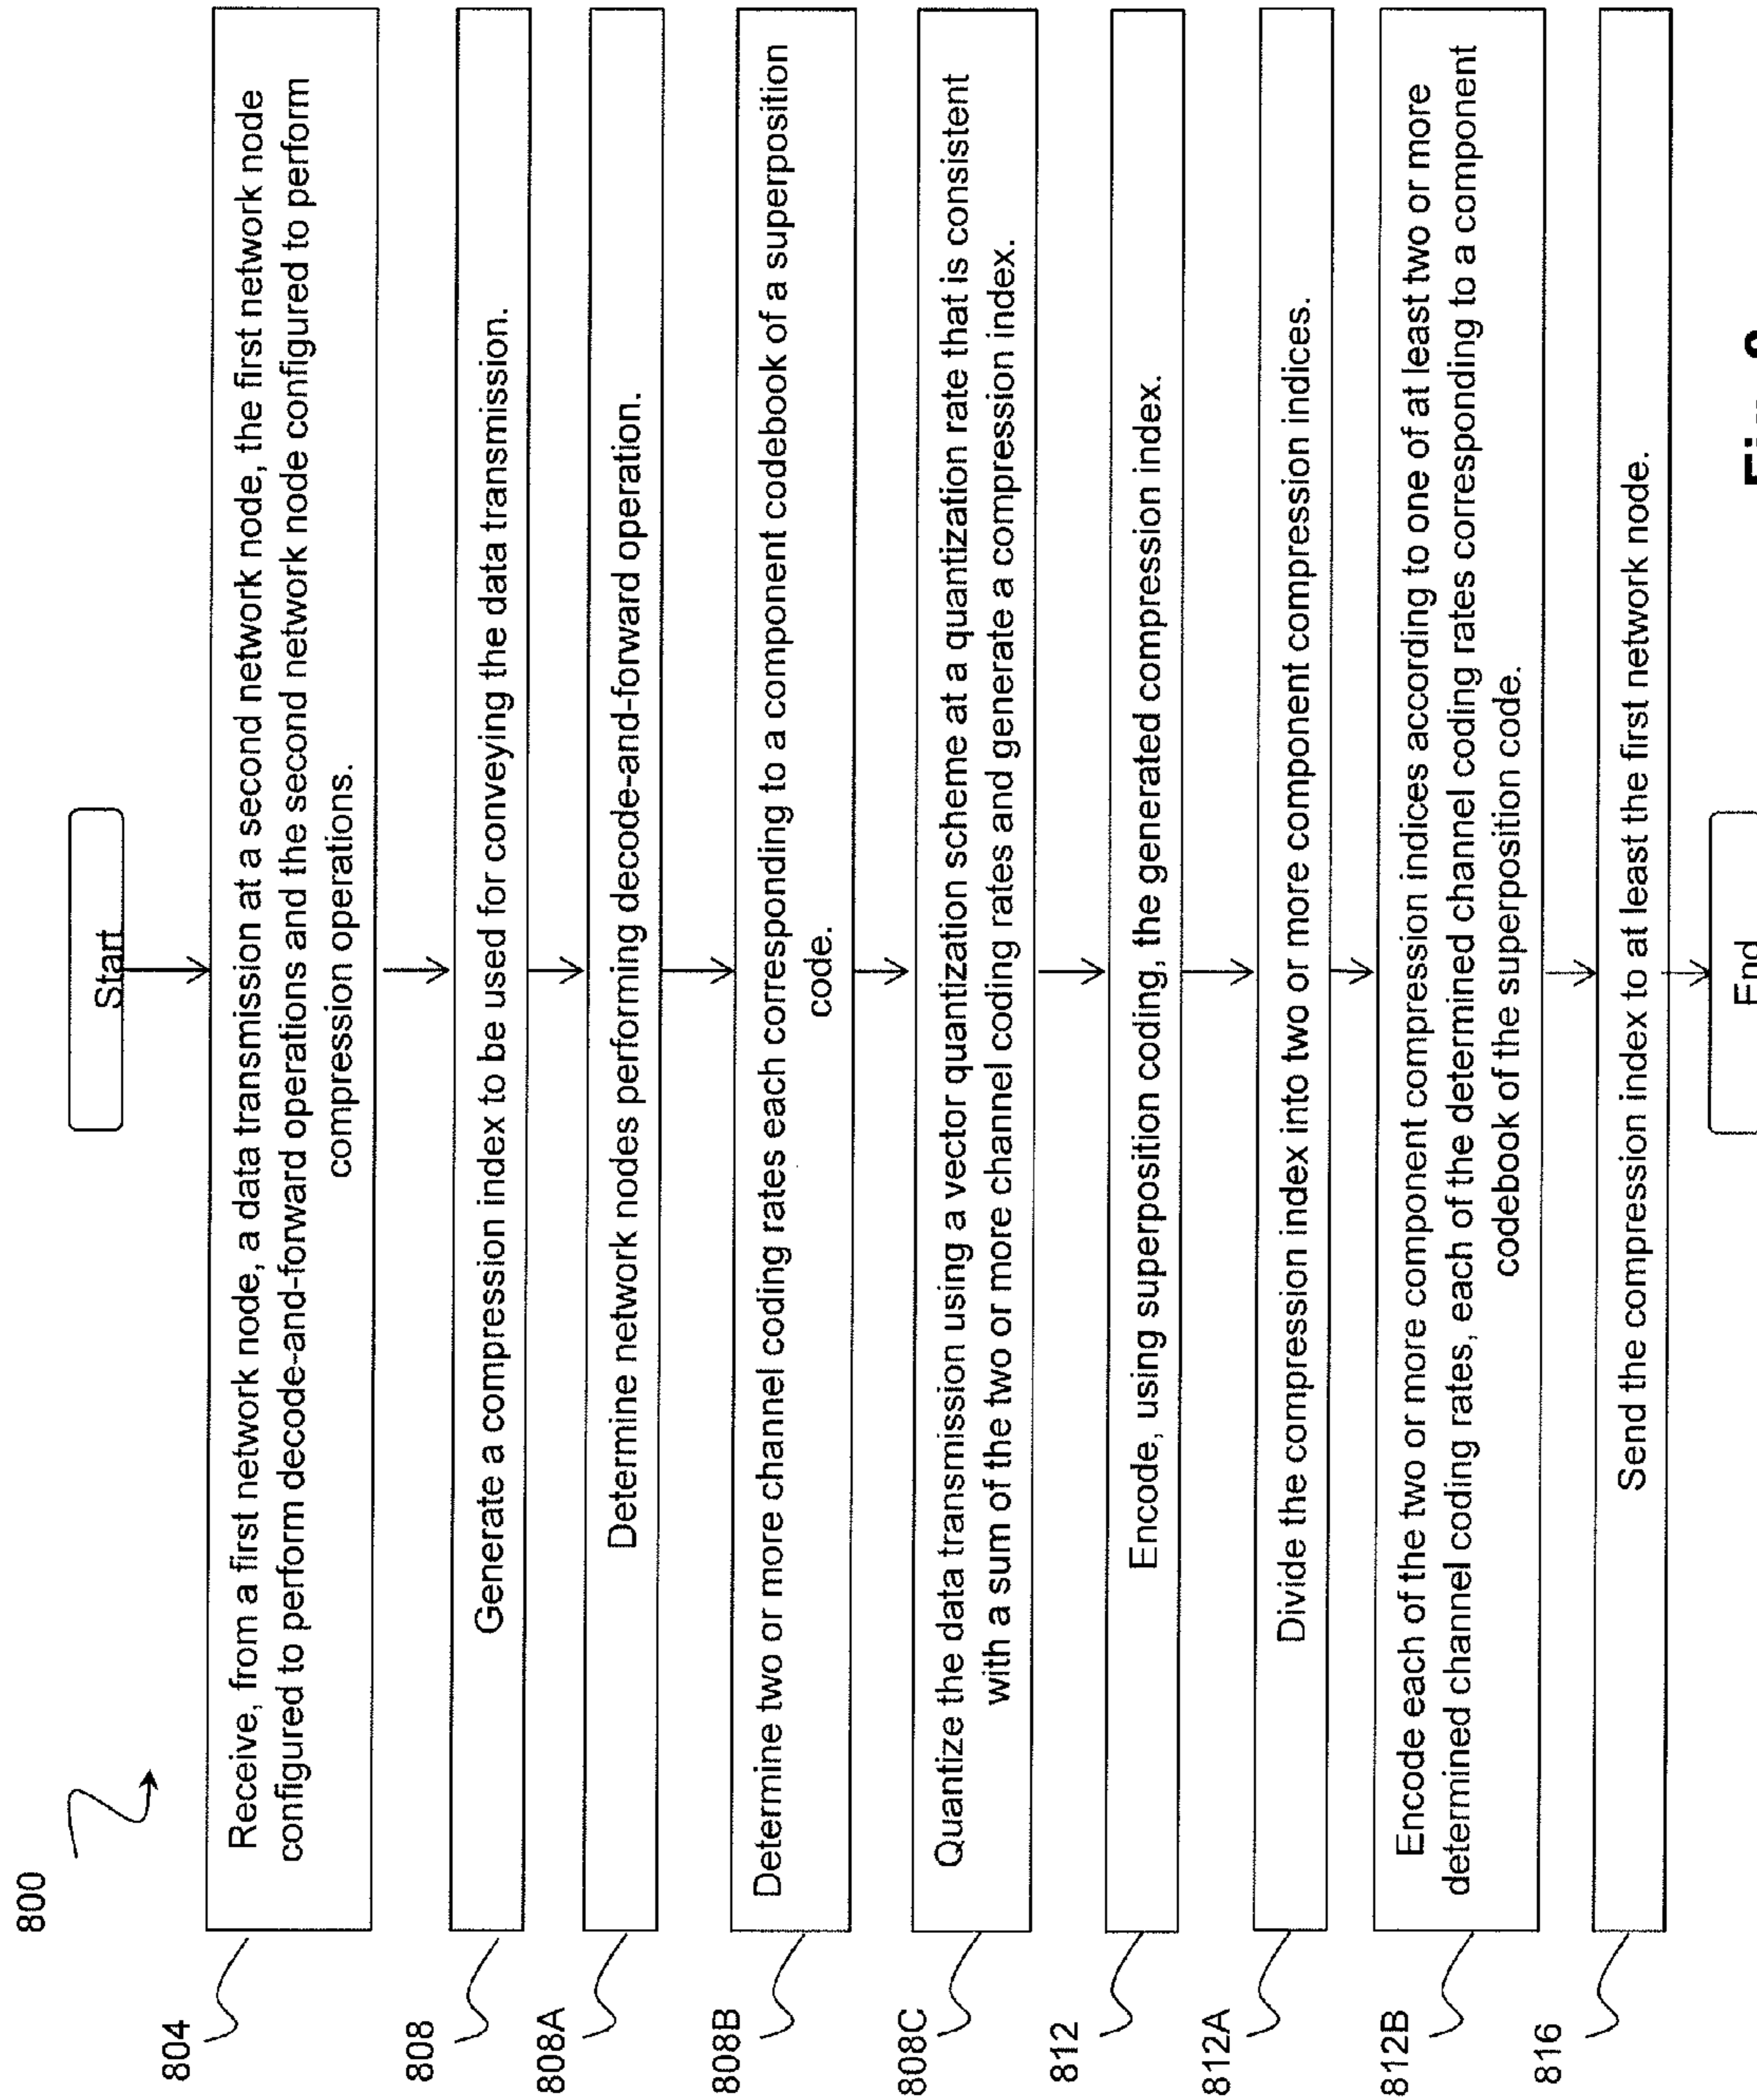 800
Start
804
Receive, from a first network node, a data transmission at a second network node, the first network node
configured to perform decode-and-forward operations and the second network node configured to perform
compression operations.
808
Generate a compression index to be used for conveying the data transmission.
808A
Determine network nodes performing decode-and-forward operation.
808B
Determine two or more channel coding rates each corresponding to a component codebook of a superposition
code.
808C
Quantize the data transmission using a vector quantization scheme at a quantization rate that is consistent
with a sum of the two or more channel coding rates and generate a compression index.
812
Encode, using superposition coding, the generated compression index.
812A
Divide the compression index into two or more component compression indices.
812B
Encode each of the two or more component compression indices according to one of at least two or more
determined channel coding rates, each of the determined channel coding rates corresponding to a component
codebook of the superposition code.
816
Send the compression index to at least the first network node.
End